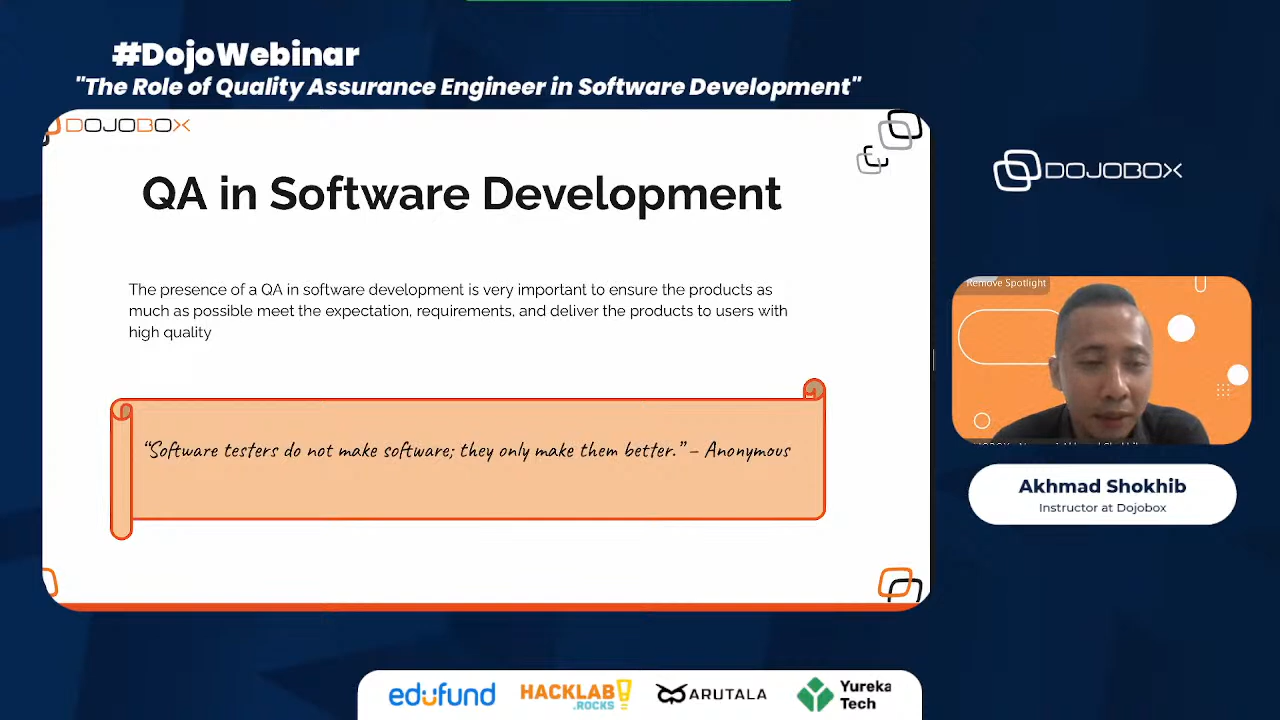 #DojoWebinar
"The Role of Quality Assurance Engineer in Software Development"
DOJOBOX
QA in Software Development
The presence of a QA in software development is very important to ensure the products as
much as possible meet the expectation, requirements, and deliver the products to users with
high quality
“Software testers do not make software; they only make them better.” – Anonymous
DOJOBOX
Remove Spotlight
Akhmad Shokhib
Instructor at Dojobox
edufund
HACKLAB!
.ROCKS
ARUTALA
Yureka
Tech